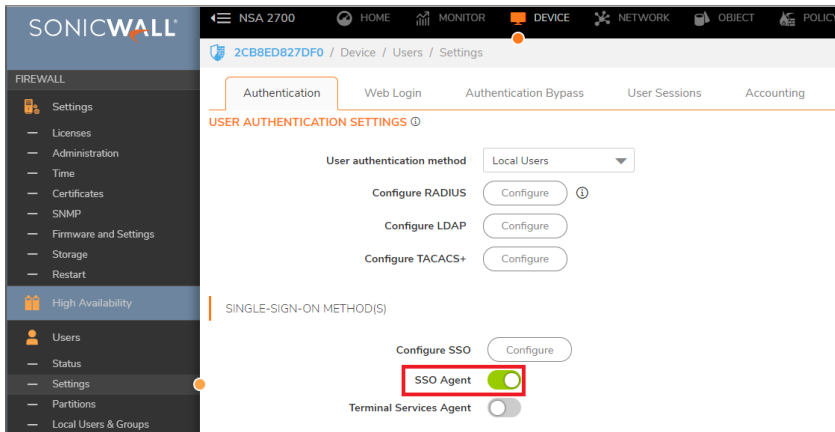 SONICWALL
NSA 2700 HOME MONITOR DEVICE NETWORK OBJECT POLICY
2CB8ED827DF0 / Device / Users / Settings
FIREWALL
Settings
Licenses
Administration
Time
Certificates
SNMP
Firmware and Settings
Storage
Restart
High Availability
Users
Status
Settings
Partitions
Local Users & Groups
Authentication Web Login Authentication Bypass User Sessions Accounting
USER AUTHENTICATION SETTINGS
User authentication method Local Users
Configure RADIUS Configure
Configure LDAP Configure
Configure TACACS+ Configure
SINGLE-SIGN-ON METHOD(S)
Configure SSO Configure
SSO Agent
Terminal Services Agent